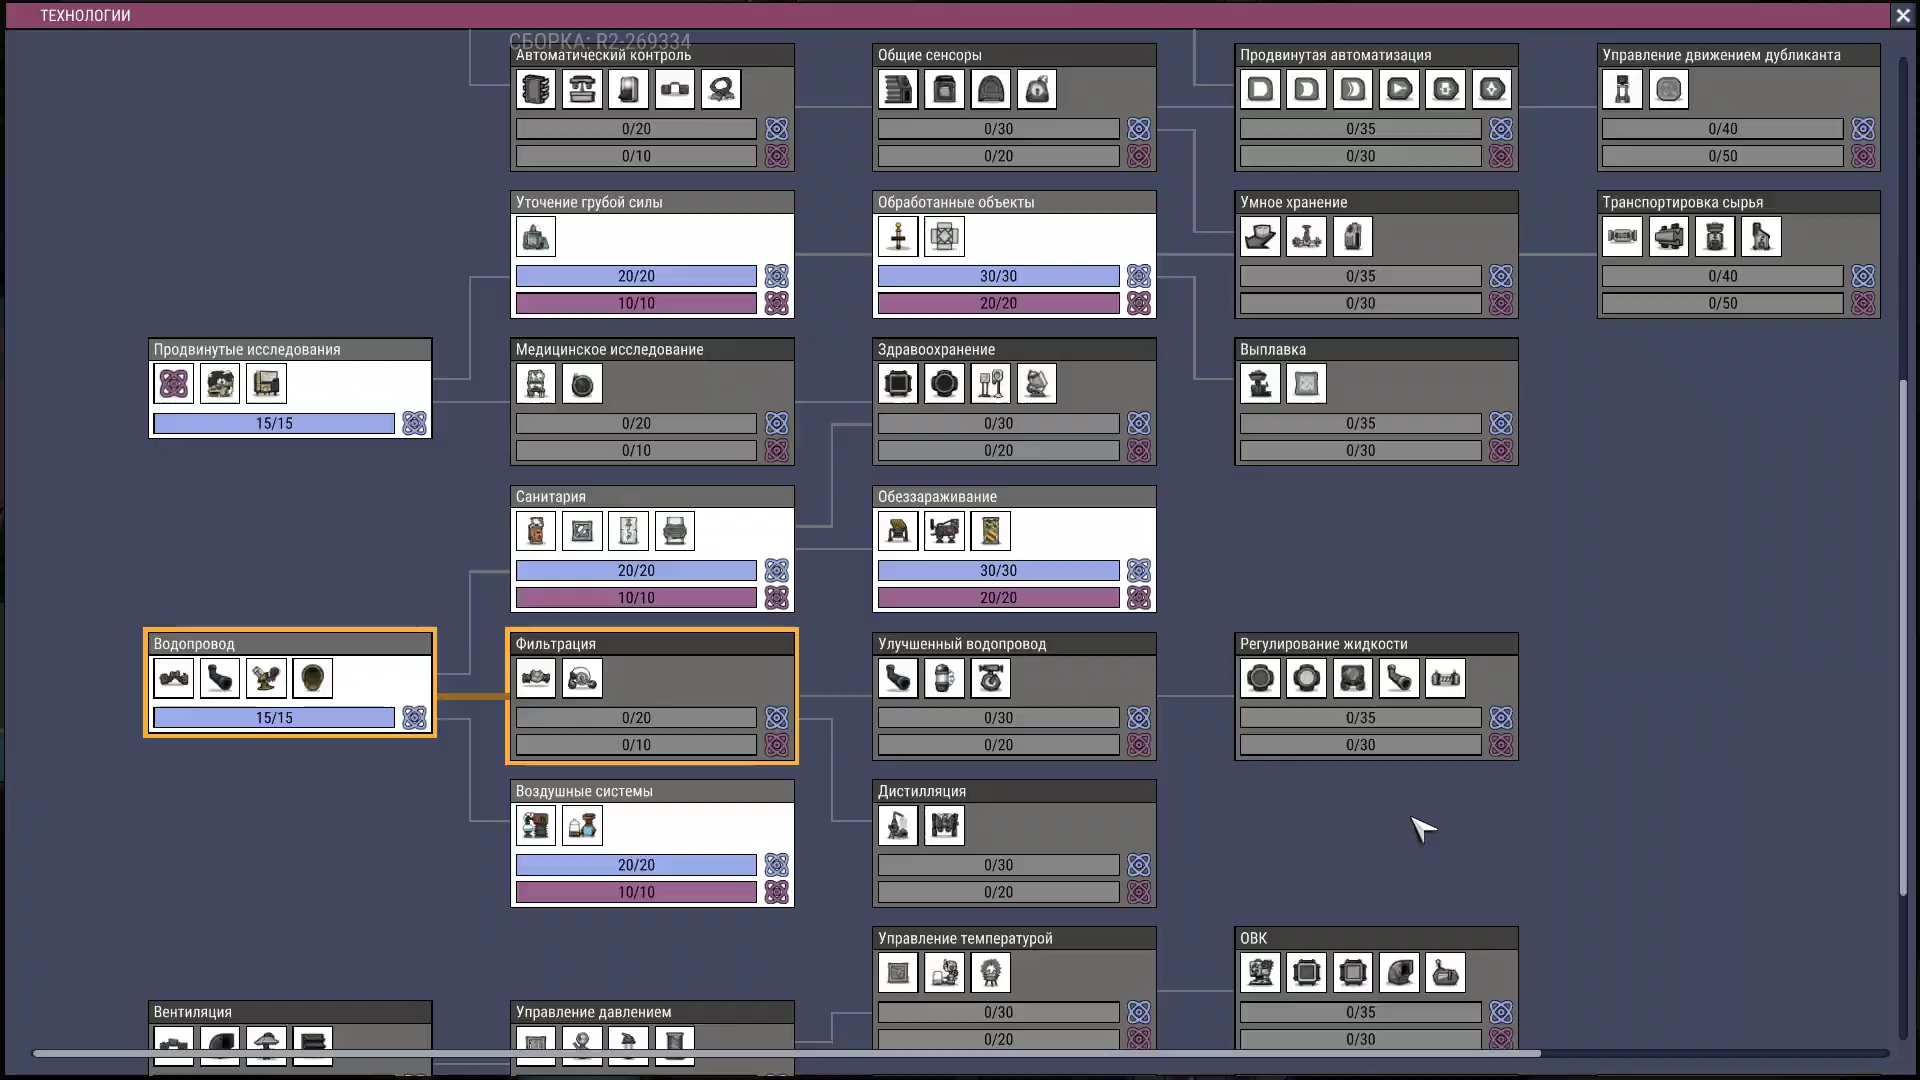 ТЕХНОЛОГИИ
СБОРКА: R2-269334
Автоматический контроль
0/20
0/10
Общие сенсоры
0/30
0/20
Продвинутая автоматизация
0/35
0/30
Управление движением дубликанта
0/40
0/50
Уточение грубой силы
20/20
10/10
Обработанные объекты
30/30
20/20
Умное хранение
0/35
0/30
Транспортировка сырья
0/40
0/50
Продвинутые исследования
15/15
Медицинское исследование
0/20
0/10
Здравоохранение
0/30
0/20
Выплавка
0/35
0/30
Санитария
20/20
10/10
Обеззараживание
30/30
20/20
Водопровод
15/15
Фильтрация
0/20
0/10
Улучшенный водопровод
0/30
0/20
Регулирование жидкости
0/35
0/30
Воздушные системы
20/20
10/10
Дистилляция
0/30
0/20
Управление температурой
0/30
0/20
ОВК
0/35
0/30
Вентиляция
Управление давлением